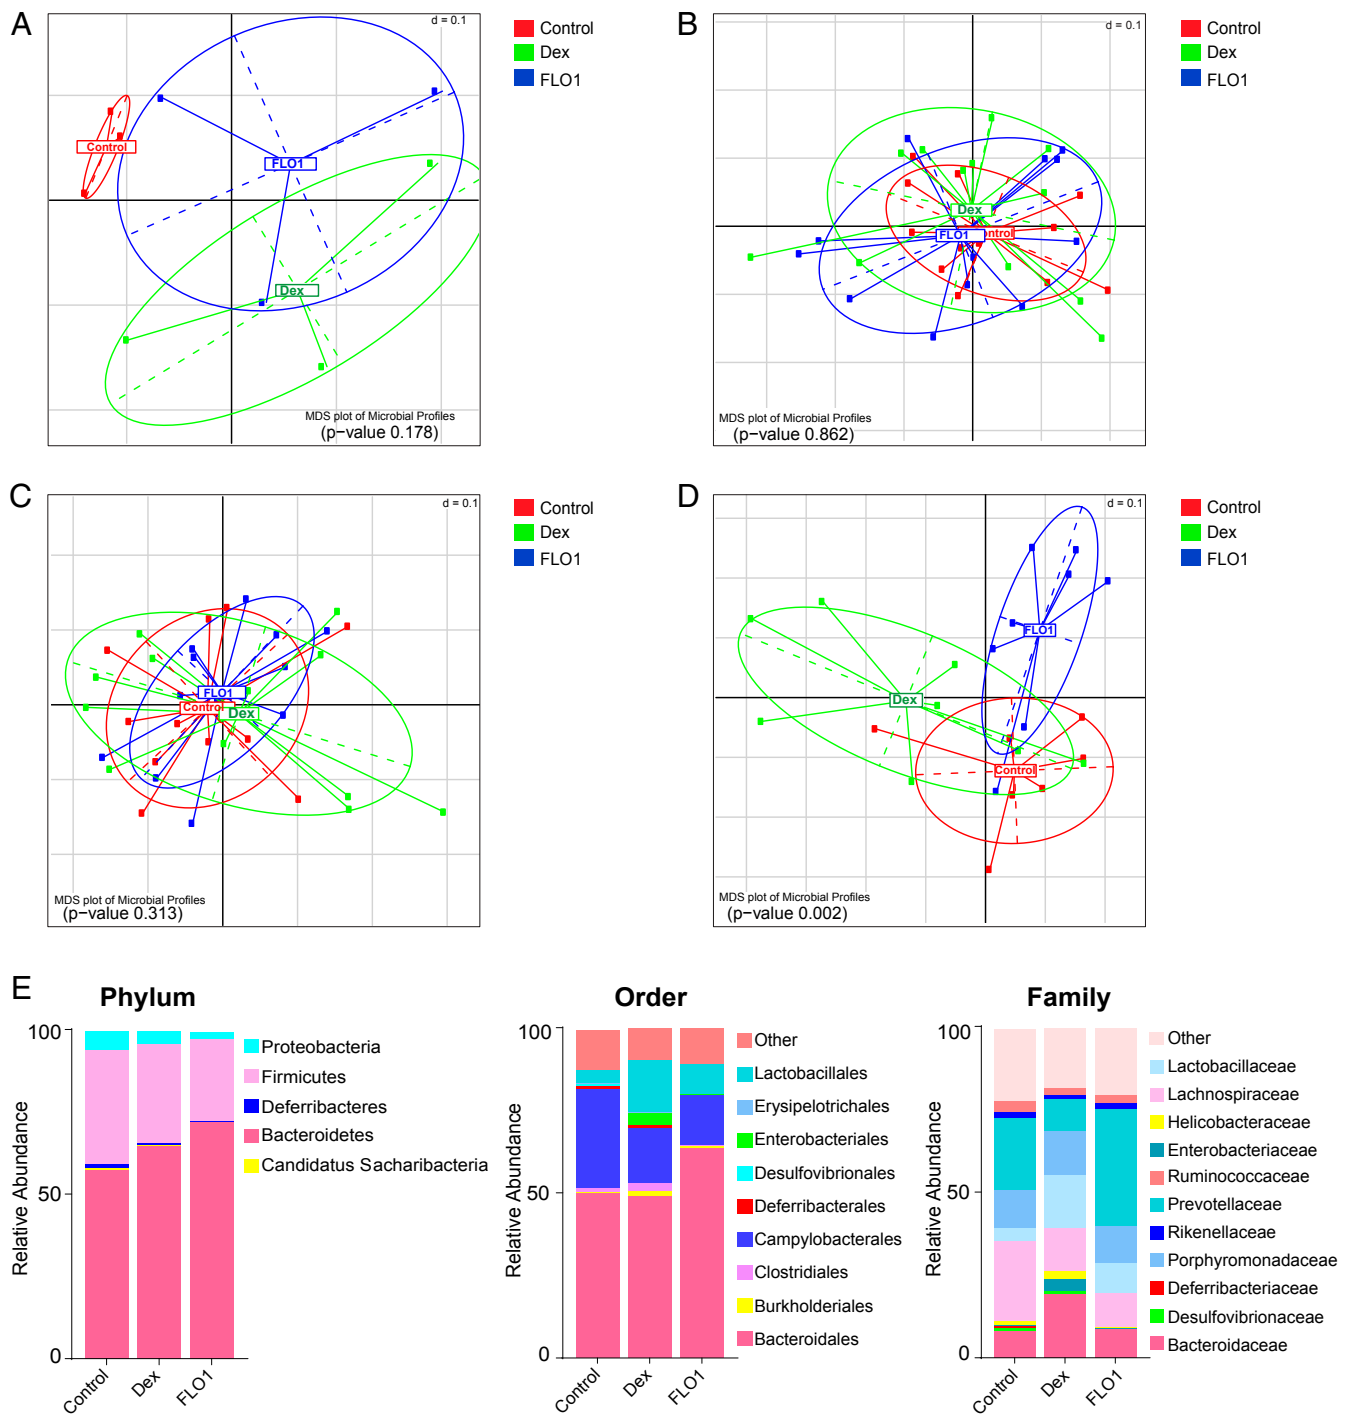 A
d = 0.1
Control
Dex
FLO1
Control
FLO1
Dex
MDS plot of Microbial Profiles
(p−value 0.178)
B
d = 0.1
Control
Dex
FLO1
Dex
FLO1
ontrol
MDS plot of Microbial Profiles
(p−value 0.862)
C
d = 0.1
Control
Dex
FLO1
FLO1
Control
Dex
MDS plot of Microbial Profiles
(p−value 0.313)
D
d = 0.1
Control
Dex
FLO1
FLO1
Dex
Control
MDS plot of Microbial Profiles
(p−value 0.002)
E
Phylum
Relative Abundance
100
50
0
Control
Dex
FLO1
Proteobacteria
Firmicutes
Deferribacteres
Bacteroidetes
Candidatus Sacharibacteria
Order
Relative Abundance
100
50
0
Control
Dex
FLO1
Other
Lactobacillales
Erysipelotrichales
Enterobacteriales
Desulfovibrionales
Deferribacterales
Campylobacterales
Clostridiales
Burkholderiales
Bacteroidales
Family
Relative Abundance
100
50
0
Control
Dex
FLO1
Other
Lactobacillaceae
Lachnospiraceae
Helicobacteraceae
Enterobacteriaceae
Ruminococcaceae
Prevotellaceae
Rikenellaceae
Porphyromonadaceae
Deferribacteriaceae
Desulfovibrionaceae
Bacteroidaceae